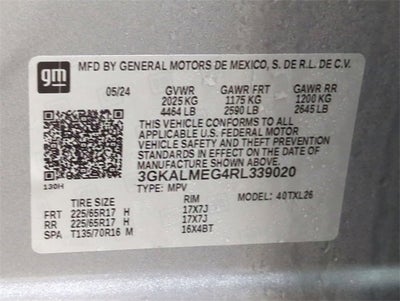 gm
MFD BY GENERAL MOTORS DE MEXICO, S. DE R.L. DE C.V.
05/24 GVWR GAWR FRT GAWR RR
2025 KG 1175 KG 1200 KG
4464 LB 2590 LB 2645 LB
THIS VEHICLE CONFORMS TO ALL
APPLICABLE U.S. FEDERAL MOTOR
VEHICLE SAFETY AND THEFT
PREVENTION STANDARDS IN
EFFECT ON THE DATE OF
MANUFACTURE SHOWN ABOVE.
3GKALMEG4RL339020
130H TYPE: MPV MODEL: 40TXL26
TIRE SIZE RIM
FRT 225/65R17 H 17X7J
RR 225/65R17 H 17X7J
SPA T135/70R16 M 16X4BT